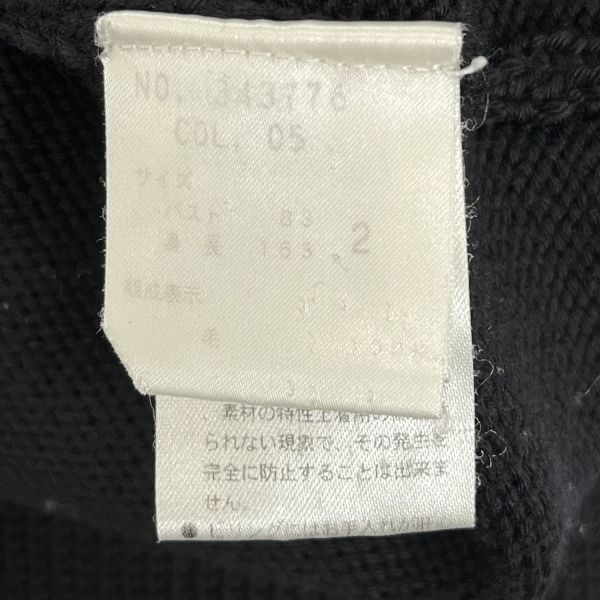 NO. 343776
COL. 05
サイズ
バスト 83
身長 163
2
組成表示
毛 100%
、素材の特性上着用
られない現象で、その発生を
完全に防止することは出来ま
せん。